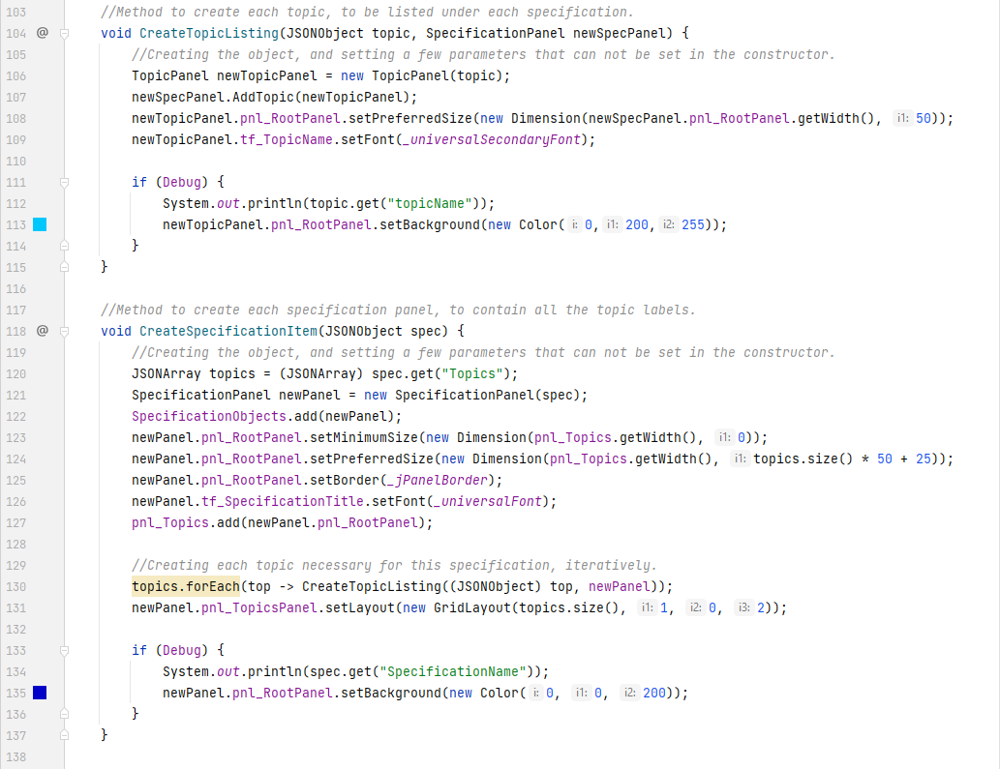 103 //Method to create each topic, to be listed under each specification.
104 @ void CreateTopicListing(JSONObject topic, SpecificationPanel newSpecPanel) {
105 //Creating the object, and setting a few parameters that can not be set in the constructor.
106 TopicPanel newTopicPanel = new TopicPanel(topic);
107 newSpecPanel.AddTopic(newTopicPanel);
108 newTopicPanel.pnl_RootPanel.setPreferredSize(new Dimension(newSpecPanel.pnl_RootPanel.getWidth(), i1: 50));
109 newTopicPanel.tf_TopicName.setFont(_universalSecondaryFont);
110
111 if (Debug) {
112 System.out.println(topic.get("topicName"));
113 newTopicPanel.pnl_RootPanel.setBackground(new Color( i: 0, i1: 200, i2: 255));
114 }
115 }
116
117 //Method to create each specification panel, to contain all the topic labels.
118 @ void CreateSpecificationItem(JSONObject spec) {
119 //Creating the object, and setting a few parameters that can not be set in the constructor.
120 JSONArray topics = (JSONArray) spec.get("Topics");
121 SpecificationPanel newPanel = new SpecificationPanel(spec);
122 SpecificationObjects.add(newPanel);
123 newPanel.pnl_RootPanel.setMinimumSize(new Dimension(pnl_Topics.getWidth(), i1: 0));
124 newPanel.pnl_RootPanel.setPreferredSize(new Dimension(pnl_Topics.getWidth(), i1: topics.size() * 50 + 25));
125 newPanel.pnl_RootPanel.setBorder(_jPanelBorder);
126 newPanel.tf_SpecificationTitle.setFont(_universalFont);
127 pnl_Topics.add(newPanel.pnl_RootPanel);
128
129 //Creating each topic necessary for this specification, iteratively.
130 topics.forEach(top -> CreateTopicListing((JSONObject) top, newPanel));
131 newPanel.pnl_TopicsPanel.setLayout(new GridLayout(topics.size(), i1: 1, i2: 0, i3: 2));
132
133 if (Debug) {
134 System.out.println(spec.get("SpecificationName"));
135 newPanel.pnl_RootPanel.setBackground(new Color( i: 0, i1: 0, i2: 200));
136 }
137 }
138